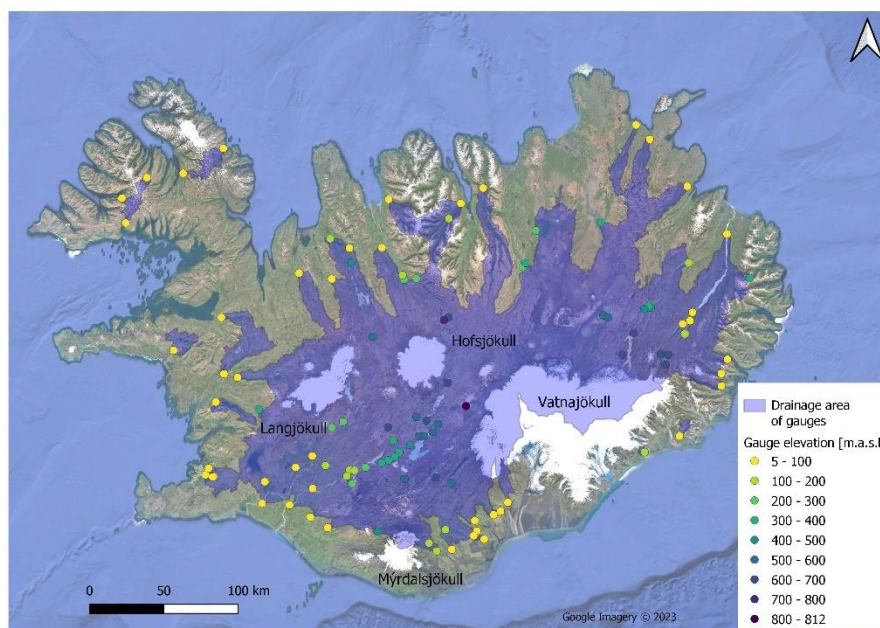 Hofsjökull
Vatnajökull
Langjökull
Mýrdalsjökull
Drainage area
of gauges
Gauge elevation [m.a.s.l
5 - 100
100 - 200
200 - 300
300 - 400
400 - 500
500 - 600
600 - 700
700 - 800
800 - 812
0 50 100 km
Google Imagery © 2023